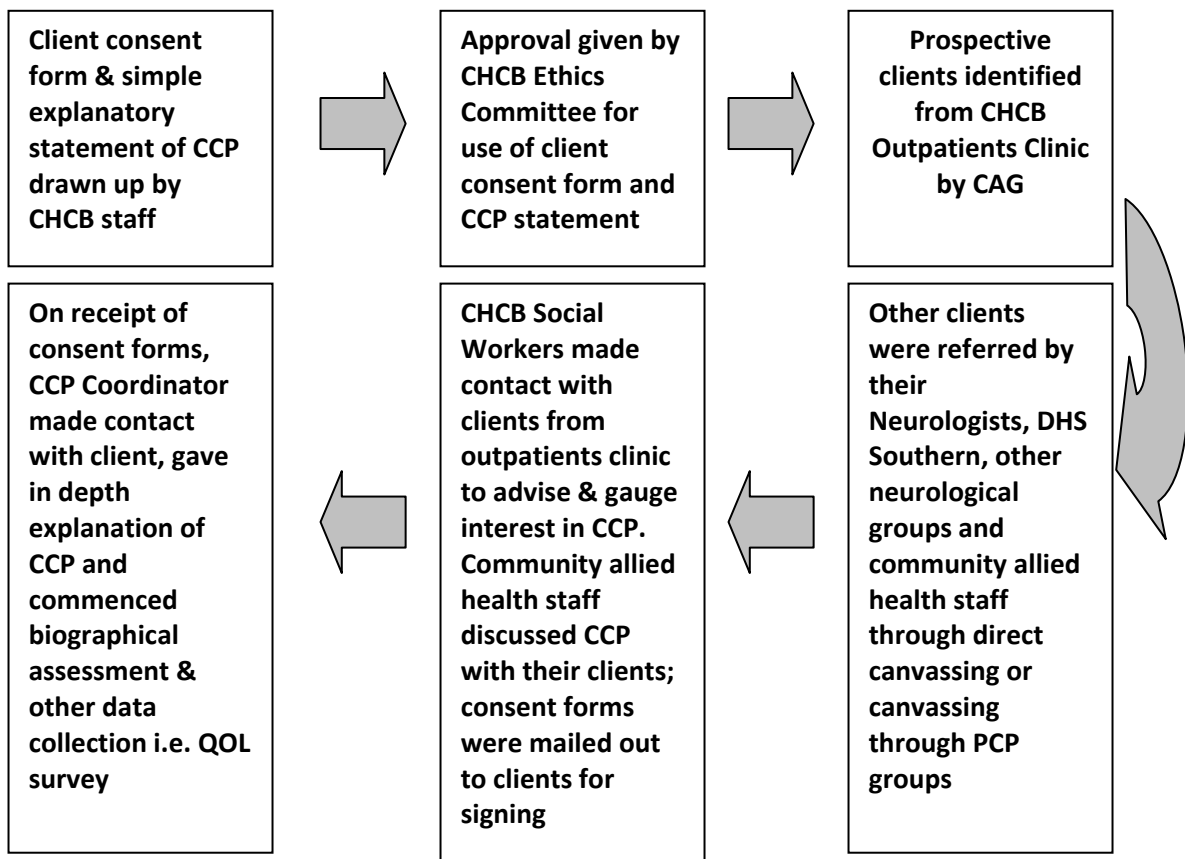 Client consent
form & simple
explanatory
statement of CCP
drawn up by
CHCB staff
Approval given by
CHCB Ethics
Committee for
use of client
consent form and
CCP statement
Prospective
clients identified
from CHCB
Outpatients Clinic
by CAG
Other clients
were referred by
their
Neurologists, DHS
Southern, other
neurological
groups and
community allied
health staff
through direct
canvassing or
canvassing
through PCP
groups
CHCB Social
Workers made
contact with
clients from
outpatients clinic
to advise & gauge
interest in CCP.
Community allied
health staff
discussed CCP
with their clients;
consent forms
were mailed out
to clients for
signing
On receipt of
consent forms,
CCP Coordinator
made contact
with client, gave
in depth
explanation of
CCP and
commenced
biographical
assessment &
other data
collection i.e. QOL
survey